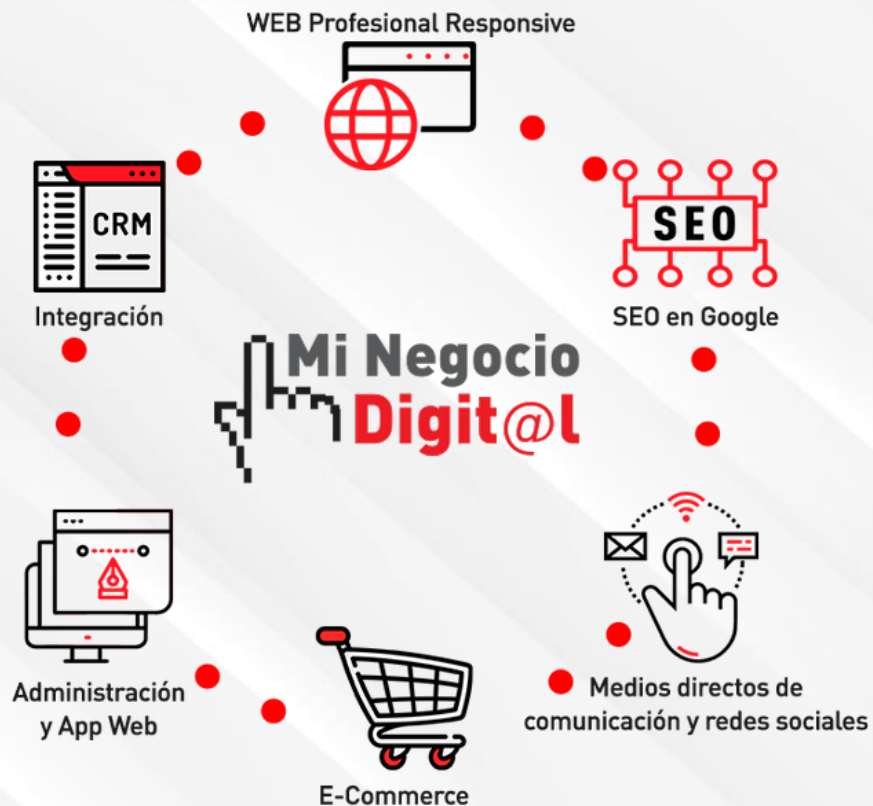 WEB Profesional Responsive
CRM
Integración
SEO
SEO en Google
Mi Negocio
Digit@l
Administración
y App Web
E-Commerce
Medios directos de
comunicación y redes sociales